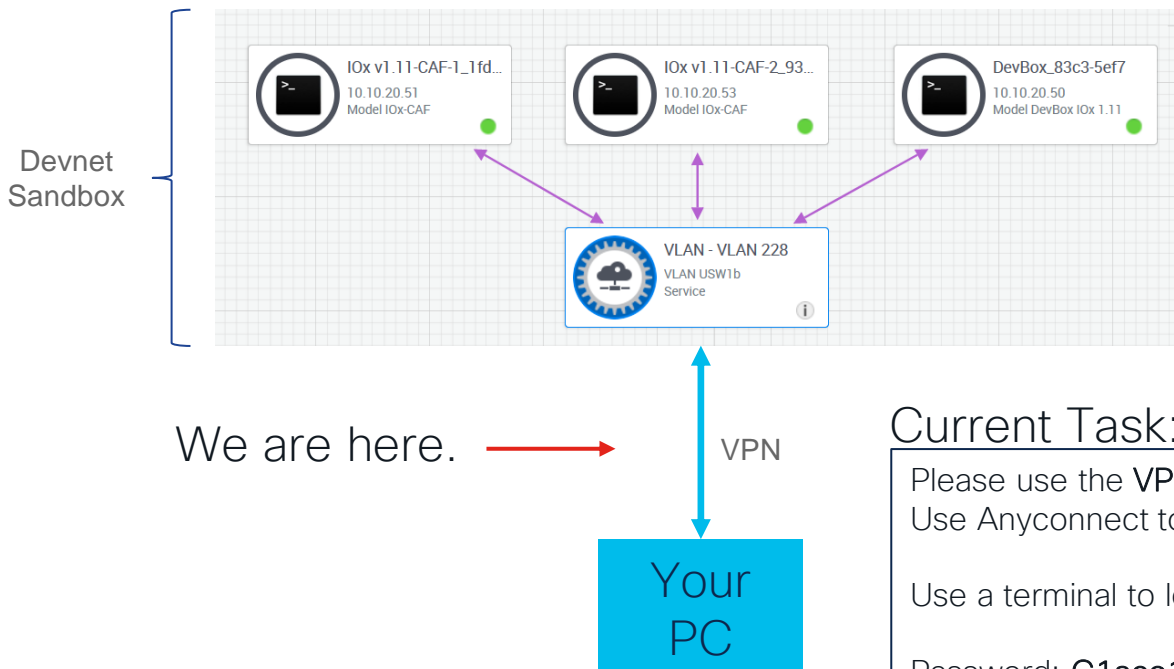 IOx v1.11-CAF-1_1fd...
10.10.20.51
Model IOx-CAF
IOx v1.11-CAF-2_93...
10.10.20.53
Model IOx-CAF
DevBox_83c3-5ef7
10.10.20.50
Model DevBox IOx 1.11
Devnet
Sandbox
VLAN - VLAN 228
VLAN USW1b
Service
i
We are here.
VPN
Current Task:
Please use the
Use Anyconnect
Use a terminal to
Password:
Your
PC